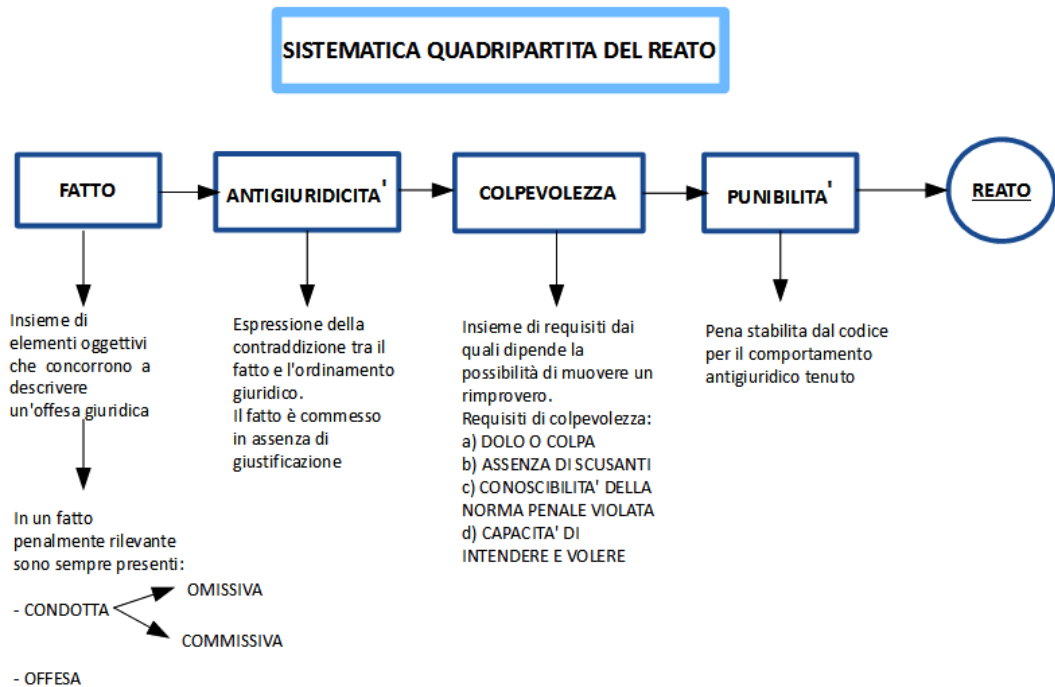 SISTEMATICA QUADRIPARTITA DEL REATO
FATTO
ANTIGIURIDICITA'
COLPEVOLEZZA
PUNIBILITA'
REATO
Insieme di
elementi oggettivi
che concorrono a
descrivere
un'offesa giuridica
In un fatto
penalmente rilevante
sono sempre presenti:
- CONDOTTA
OMISSIVA
COMMISSIVA
- OFFESA
Espressione della
contraddizione tra il
fatto e l'ordinamento
giuridico.
Il fatto è commesso
in assenza di
giustificazione
Insieme di requisiti dai
quali dipende la
possibilità di muovere un
rimprovero.
Requisiti di colpevolezza:
a) DOLO O COLPA
b) ASSENZA DI SCUSANTI
c) CONOSCIBILITA' DELLA
NORMA PENALE VIOLATA
d) CAPACITA' DI
INTENDERE E VOLERE
Pena stabilita dal codice
per il comportamento
antigiuridico tenuto